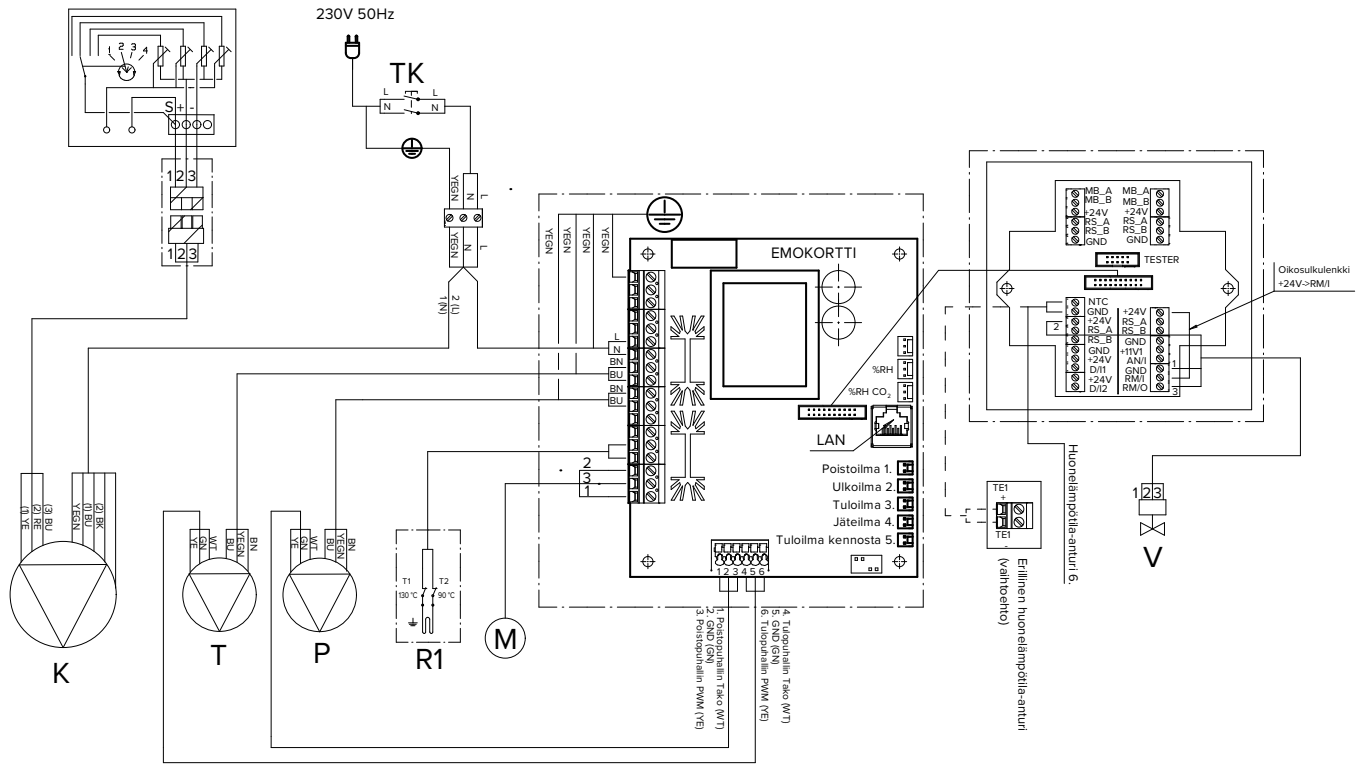 230V 50Hz
TK
L
L
N
N
1 2 3 4
S + -
1 2 3
1 2 3
YEGN
N
L
YEGN
N
L
1 (N)
2 (L)
YEGN
YEGN
YEGN
YEGN
EMOKORTTI
L
N
BN
BU
BN
BU
2
3
1
%RH
%RH CO₂
LAN
Poistoilma 1.
Ulkoilma 2.
Tuloilma 3.
Jäteilma 4.
Tuloilma kennosta 5.
1 2 3 4 5 6
1. Poistopuhallin Tako (WT)
2. GND (GN)
3. Poistopuhallin PWM (YE)
4. Tulopuhallin Tako (WT)
5. GND (GN)
6. Tulopuhallin PWM (YE)
MB_A
MB_B
+24V
RS_A
RS_B
GND
MB_A
MB_B
+24V
RS_A
RS_B
GND
TESTER
Oikosulkulenkki
+24V->RM/I
NTC
GND
+24V
RS_A
RS_B
GND
+24V
D/I1
+24V
D/I2
+24V
RS_A
RS_B
GND
+11V1
AN/I
GND
RM/I
RM/O
2
1
3
Huonelämpötila-anturi 6.
TE1
+
TE1
-
Erillinen huonelämpötila-anturi
(vaihtoehto)
1 2 3
V
(1) YE
(2) RE
(3) BU
YEGN
(1) BU
(2) BK
K
YE
GN
WT
BU
YEGN
BN
T
YE
GN
WT
BU
YEGN
BN
P
T1
130 °C
T2
90 °C
R1
M